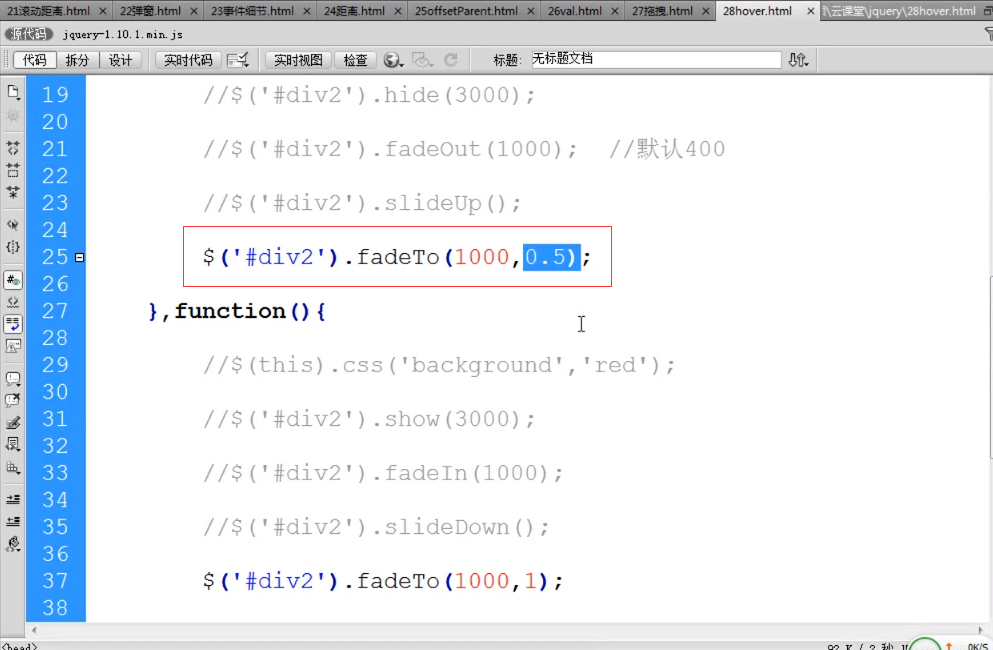 21滚动距离.html × 22弹窗.html × 23事件细节.html × 24距离.html × 25offsetParent.html × 26val.html × 27拖拽.html × 28hover.html × \云课堂\jquery\28hover.html
源代码 jquery-1.10.1.min.js
代码 拆分 设计 实时代码 实时视图 检查 标题: 无标题文档
19 //$('#div2').hide(3000);
20
21 //$('#div2').fadeOut(1000); //默认400
22
23 //$('#div2').slideUp();
24
25 $('#div2').fadeTo(1000,0.5);
26
27 },function(){
28
29 //$(this).css('background','red');
30
31 //$('#div2').show(3000);
32
33 //$('#div2').fadeIn(1000);
34
35 //$('#div2').slideDown();
36
37 $('#div2').fadeTo(1000,1);
38
<head> 0K/S